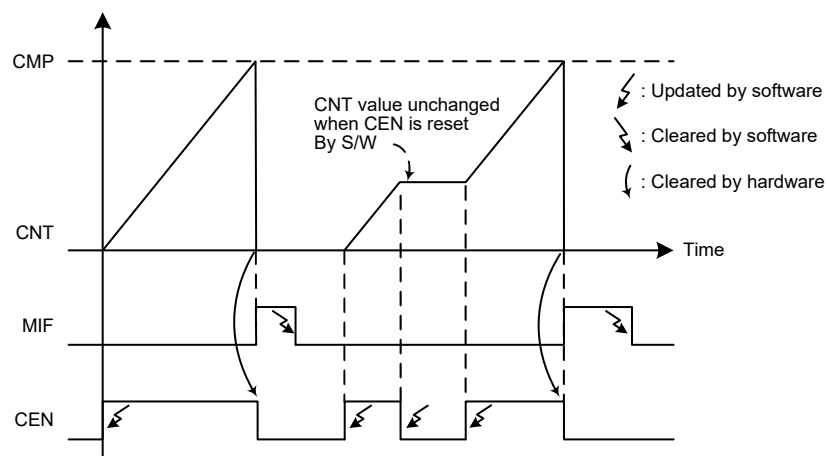 CMP
CNT value unchanged
when CEN is reset
By S/W
: Updated by software
: Cleared by software
: Cleared by hardware
CNT
Time
MIF
CEN